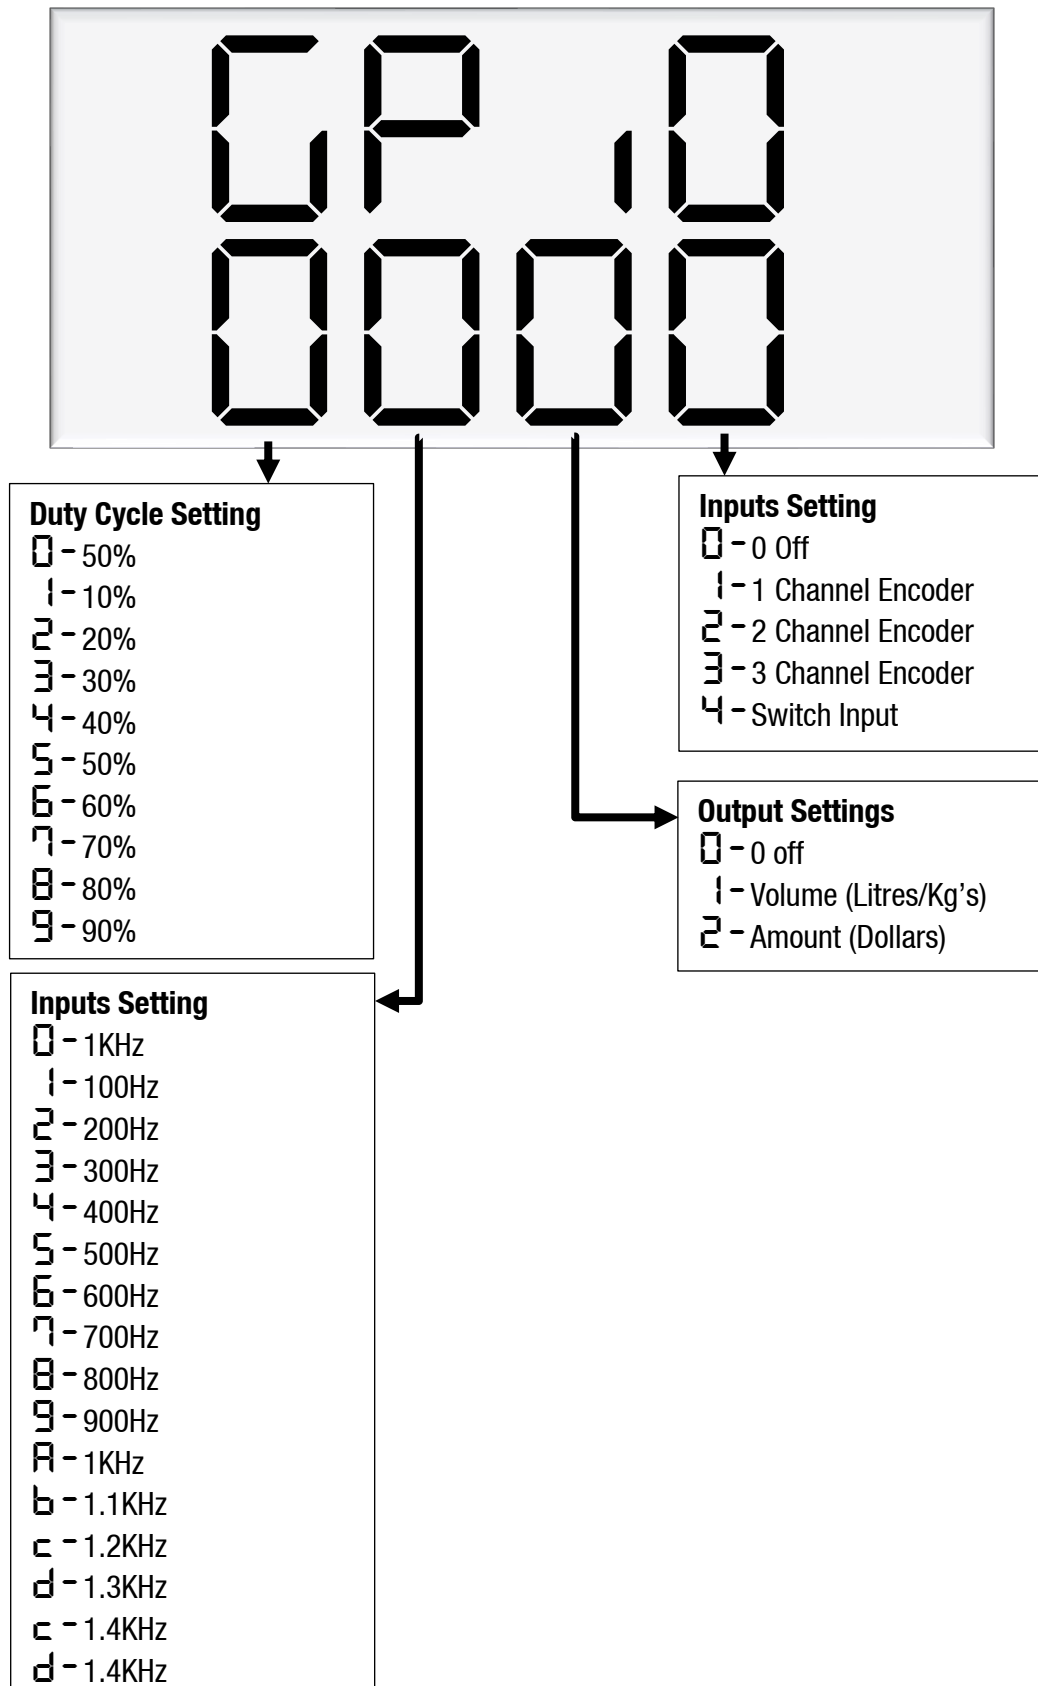 GPiO
0000
Duty Cycle Setting
0 - 50%
1 - 10%
2 - 20%
3 - 30%
4 - 40%
5 - 50%
6 - 60%
7 - 70%
8 - 80%
9 - 90%
Inputs Setting
0 - 1KHz
1 - 100Hz
2 - 200Hz
3 - 300Hz
4 - 400Hz
5 - 500Hz
6 - 600Hz
7 - 700Hz
8 - 800Hz
9 - 900Hz
A - 1KHz
b - 1.1KHz
c - 1.2KHz
d - 1.3KHz
c - 1.4KHz
d - 1.4KHz
Inputs Setting
0 - 0 Off
1 - 1 Channel Encoder
2 - 2 Channel Encoder
3 - 3 Channel Encoder
4 - Switch Input
Output Settings
0 - 0 off
1 - Volume (Litres/Kg’s)
2 - Amount (Dollars)